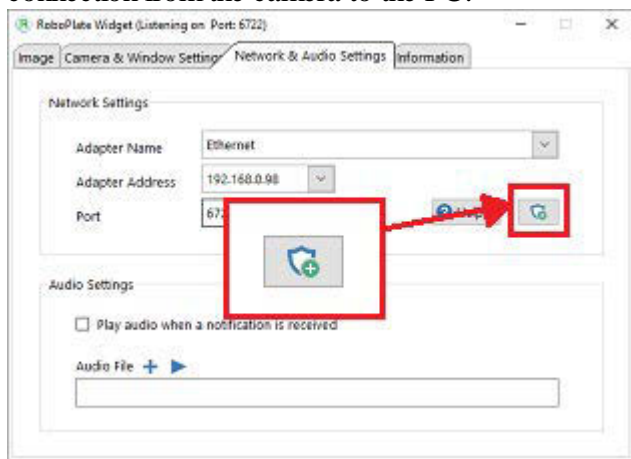 connection from the camera to the PC.
RoboPlate Widget (Listening on Port: 6722)
Image Camera & Window Settings Network & Audio Settings Information
Network Settings
Adapter Name Ethernet
Adapter Address 192.168.0.98
Port 672
Audio Settings
Play audio when a notification is received
Audio File